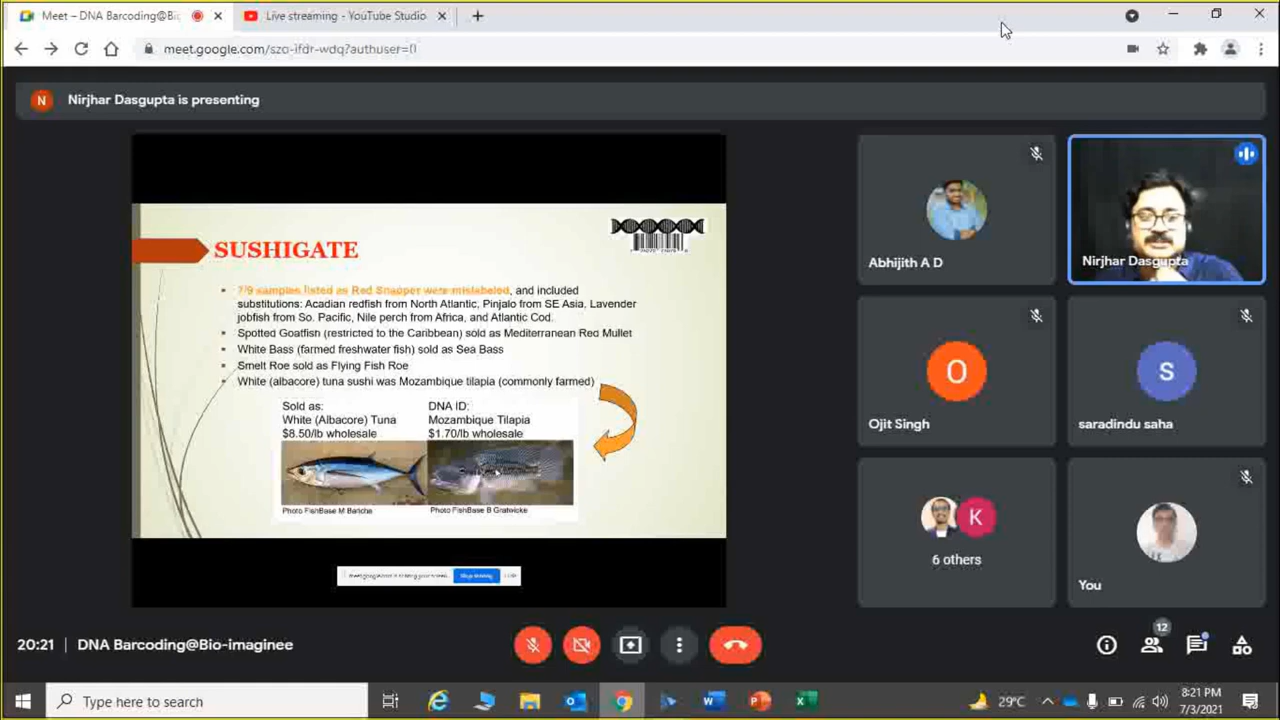 Meet – DNA Barcoding@Bi
Live streaming - YouTube Studio
meet.google.com/szo-ifdr-wdq?authuser=0
N
Nirjhar Dasgupta is presenting
SUSHIGATE
7/9 samples listed as Red Snapper were mislabeled, and included
substitutions: Acadian redfish from North Atlantic, Pinjalo from SE Asia, Lavender
jobfish from So. Pacific, Nile perch from Africa, and Atlantic Cod.
Spotted Goatfish (restricted to the Caribbean) sold as Mediterranean Red Mullet
White Bass (farmed freshwater fish) sold as Sea Bass
Smelt Roe sold as Flying Fish Roe
White (albacore) tuna sushi was Mozambique tilapia (commonly farmed)
Sold as:
White (Albacore) Tuna
$8.50/lb wholesale
DNA ID:
Mozambique Tilapia
$1.70/lb wholesale
Photo FishBase M Bariche
Photo FishBase B Gratwicke
Stop sharing
Abhijith A D
Nirjhar Dasgupta
O
Ojit Singh
S
saradindu saha
K
6 others
You
20:21 | DNA Barcoding@Bio-imaginee
12
Type here to search
29°C
8:21 PM
7/3/2021